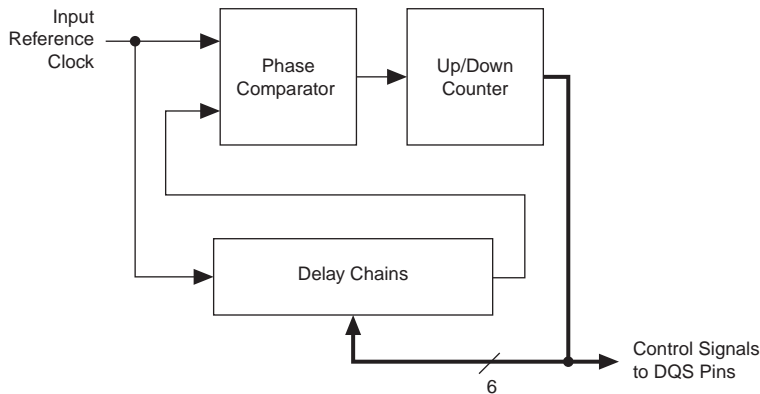 Input
Reference
Clock
Phase
Comparator
Up/Down
Counter
Delay Chains
6
Control Signals
to DQS Pins